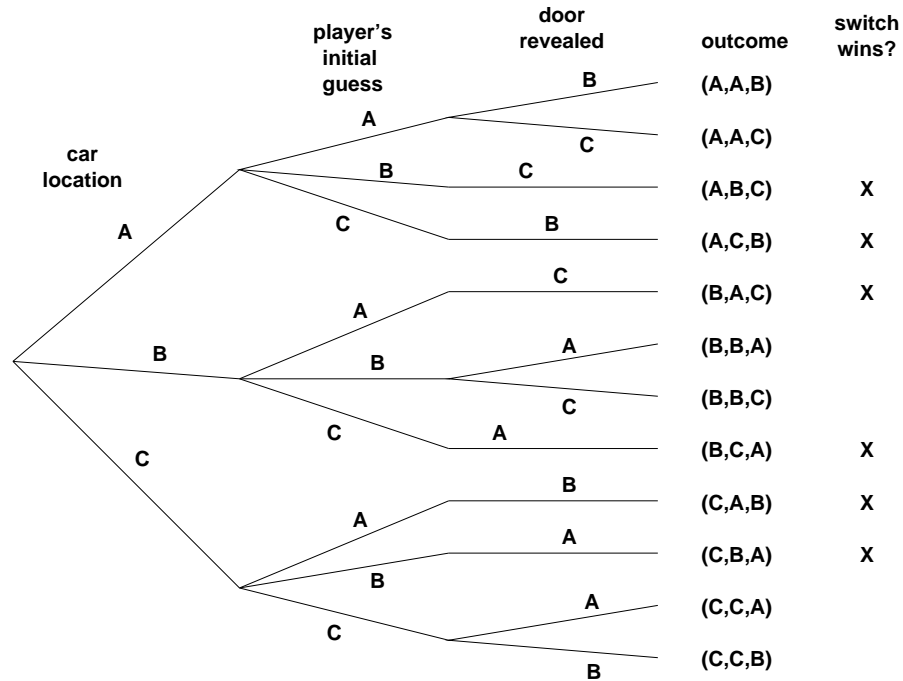 player's
initial
guess
door
revealed
outcome
switch
wins?
car
location
B
(A,A,B)
A
C
(A,A,C)
B
C
(A,B,C)
X
A
C
B
(A,C,B)
X
C
(B,A,C)
X
A
B
B
A
(B,B,A)
C
(B,B,C)
C
A
(B,C,A)
X
C
B
(C,A,B)
X
A
A
(C,B,A)
X
B
A
(C,C,A)
C
B
(C,C,B)